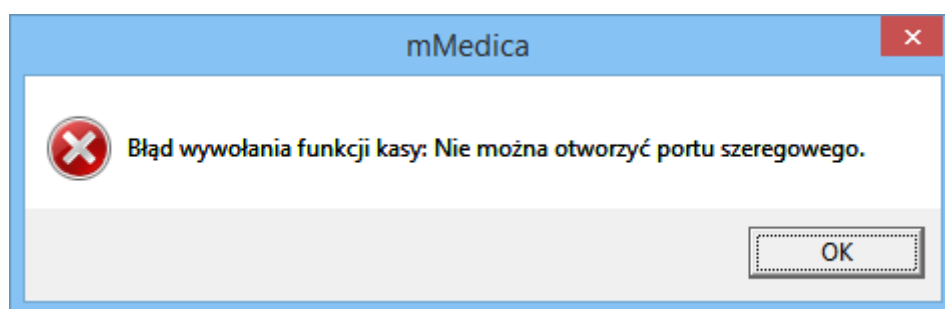 mMedica
Błąd wywołania funkcji kasy: Nie można otworzyć portu szeregowego.
OK